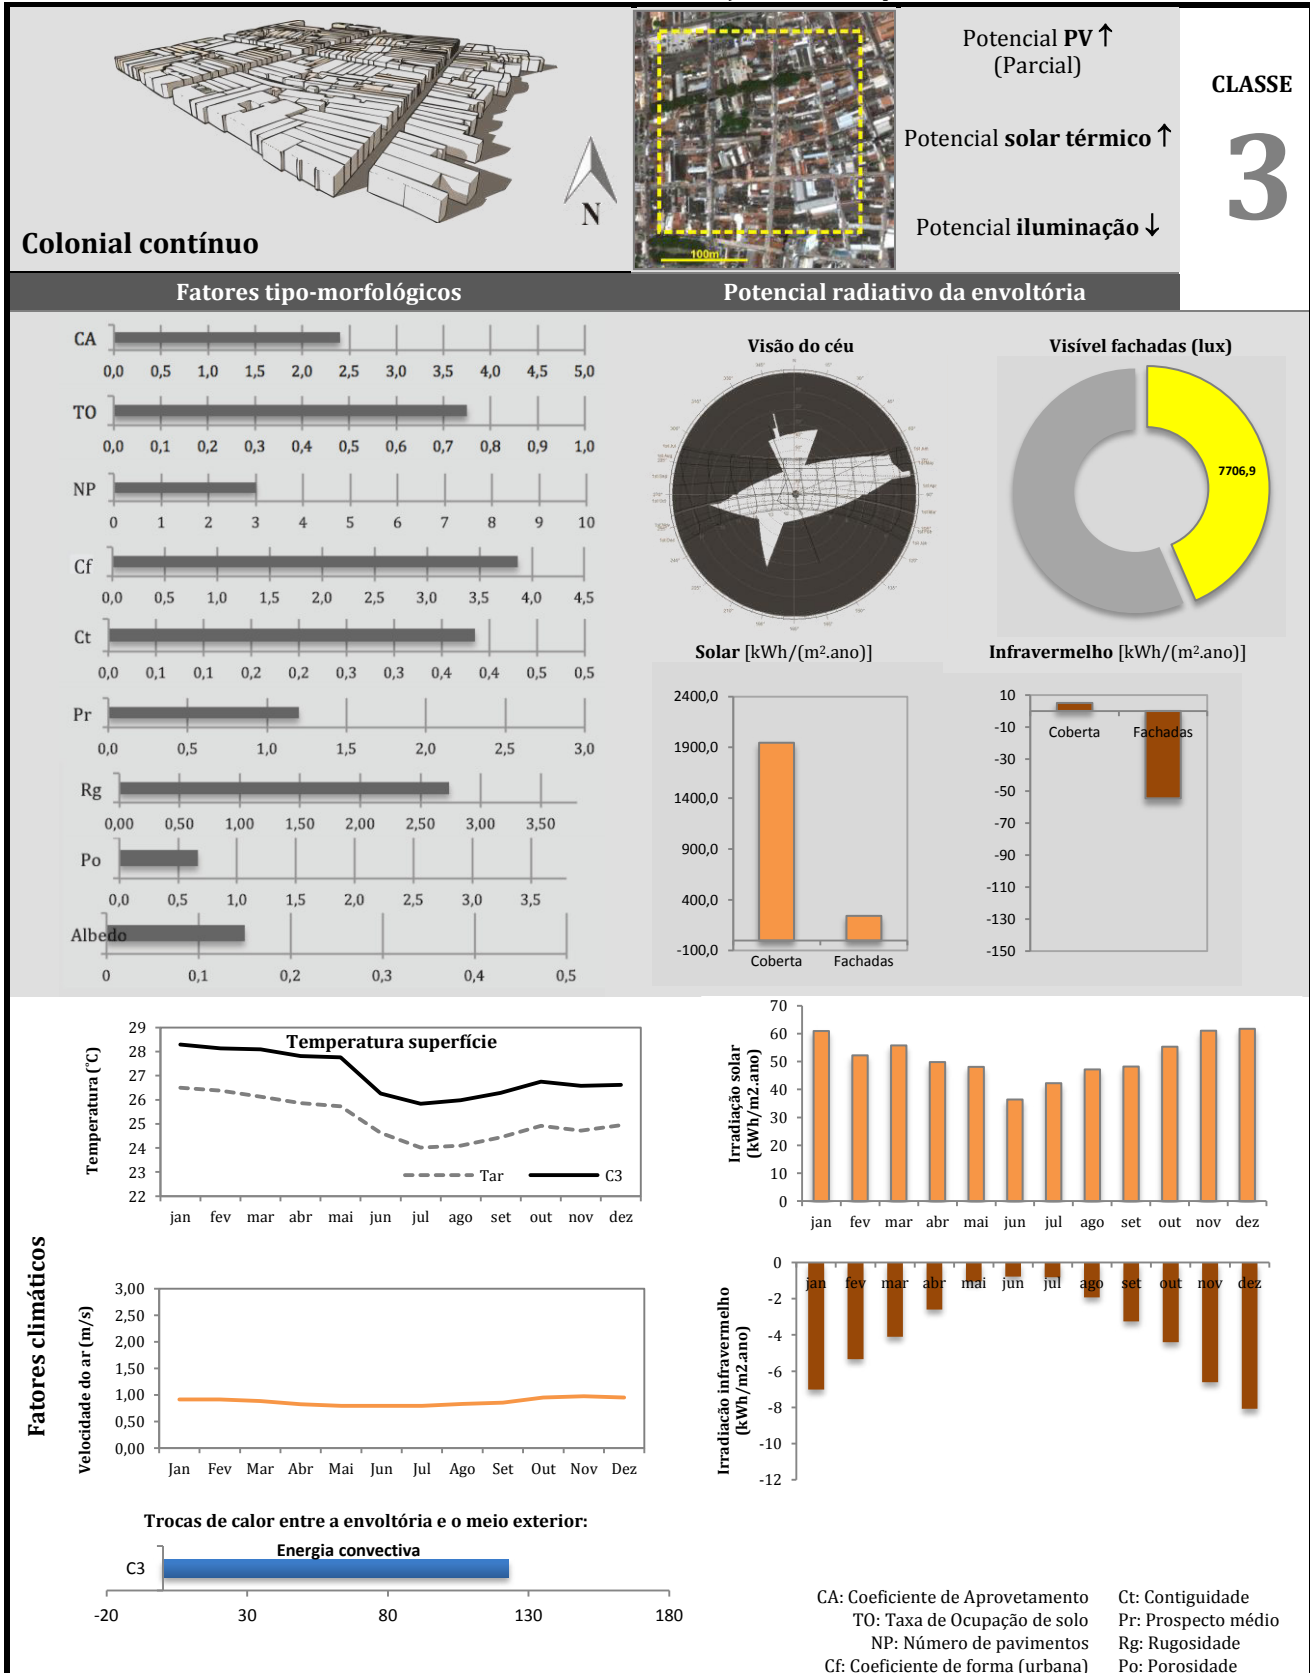 Potencial PV ↑
(Parcial)
CLASSE
Potencial solar térmico ↑
3
N
Potencial iluminação ↓
Colonial contínuo
100m
Fatores tipo-morfológicos
Potencial radiativo da envoltória
CA
0,0 0,5 1,0 1,5 2,0 2,5 3,0 3,5 4,0 4,5 5,0
TO
0,0 0,1 0,2 0,3 0,4 0,5 0,6 0,7 0,8 0,9 1,0
NP
0 1 2 3 4 5 6 7 8 9 10
Cf
0,0 0,5 1,0 1,5 2,0 2,5 3,0 3,5 4,0 4,5
Ct
0,0 0,1 0,1 0,2 0,2 0,3 0,3 0,4 0,4 0,5 0,5
Pr
0,0 0,5 1,0 1,5 2,0 2,5 3,0
Rg
0,00 0,50 1,00 1,50 2,00 2,50 3,00 3,50
Po
0,0 0,5 1,0 1,5 2,0 2,5 3,0 3,5
Albedo
0 0,1 0,2 0,3 0,4 0,5
Visão do céu
Visível fachadas (lux)
7706,9
Solar [kWh/(m².ano)]
2400,0
1900,0
1400,0
900,0
400,0
-100,0
Coberta Fachadas
Infravermelho [kWh/(m².ano)]
10
-10
-30
-50
-70
-90
-110
-130
-150
Coberta Fachadas
Fatores climáticos
Temperatura superfície
Temperatura (°C)
29
28
27
26
25
24
23
22
Tar C3
jan fev mar abr mai jun jul ago set out nov dez
Irradiação solar
(kWh/m2.ano)
70
60
50
40
30
20
10
0
jan fev mar abr mai jun jul ago set out nov dez
Velocidade do ar (m/s)
3,00
2,50
2,00
1,50
1,00
0,50
0,00
Jan Fev Mar Abr Mai Jun Jul Ago Set Out Nov Dez
Irradiacão infravermelho
(kWh/m2.ano)
0
-2
-4
-6
-8
-10
-12
jan fev mar abr mai jun jul ago set out nov dez
Trocas de calor entre a envoltória e o meio exterior:
Energia convectiva
C3
-20 30 80 130 180
CA: Coeficiente de Aprovetamento
TO: Taxa de Ocupação de solo
NP: Número de pavimentos
Cf: Coeficiente de forma (urbana)
Ct: Contiguidade
Pr: Prospecto médio
Rg: Rugosidade
Po: Porosidade